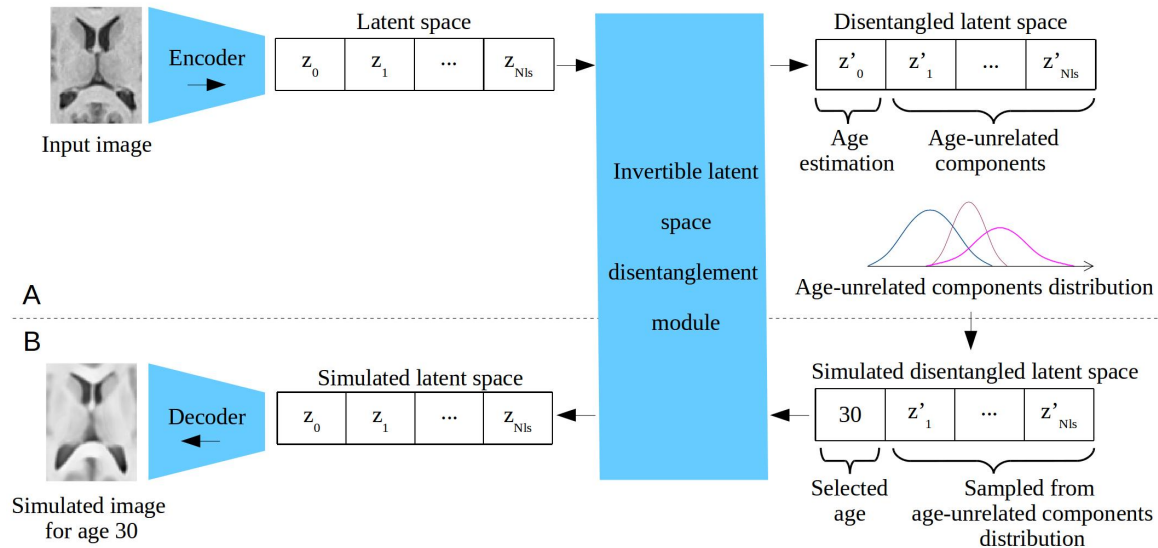 Latent space
Disentangled latent space
Encoder
z0 z1 ... zNls
z'0 z'1 ... z'Nls
Input image
Age
estimation
Age-unrelated
components
Invertible latent
space
disentanglement
module
Age-unrelated components distribution
A
B
Simulated latent space
Simulated disentangled latent space
Decoder
z0 z1 ... zNls
30 z'1 ... z'Nls
Simulated image
for age 30
Selected
age
Sampled from
age-unrelated components
distribution